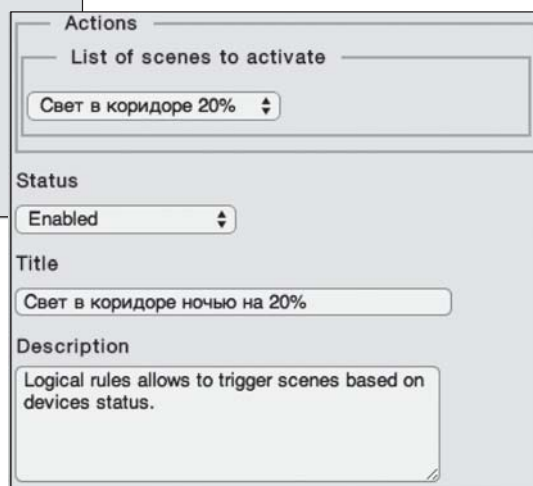 Actions
List of scenes to activate
Свет в коридоре 20%
Status
Enabled
Title
Свет в коридоре ночью на 20%
Description
Logical rules allows to trigger scenes based on
devices status.